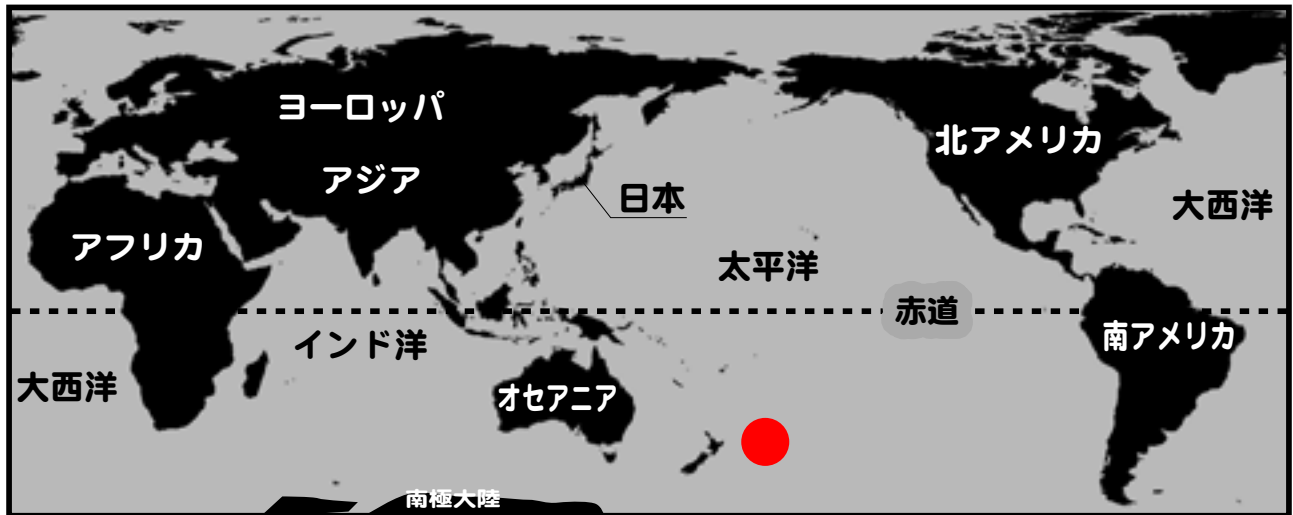 ヨーロッパ
北アメリカ
アジア
日本
大西洋
アフリカ
太平洋
赤道
インド洋
南アメリカ
大西洋
オセアニア
南極大陸